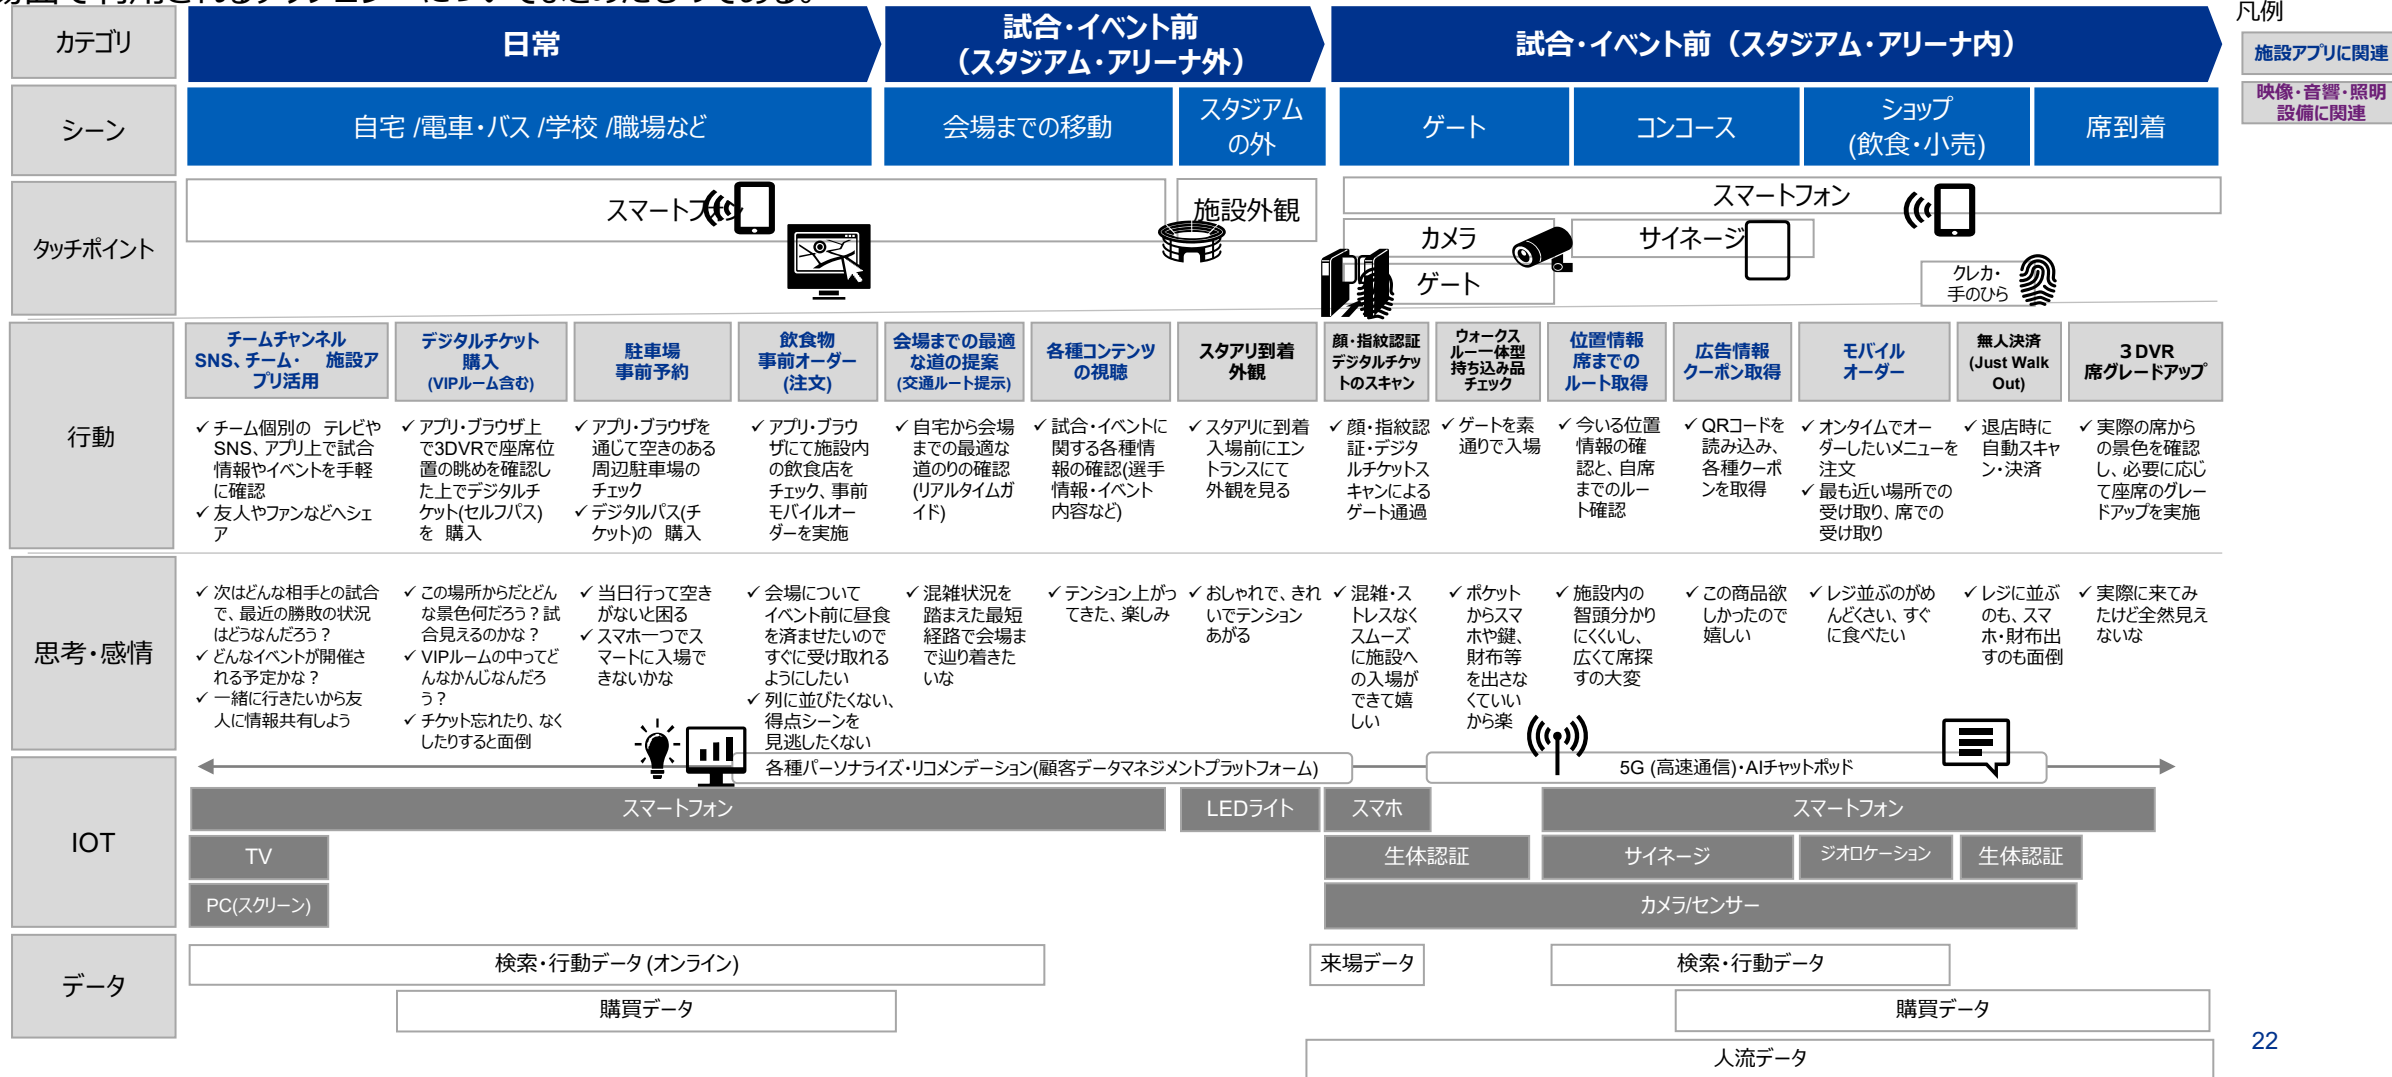 凡例
施設アプリに関連
映像・音響・照明
設備に関連
カテゴリ
日常
試合・イベント前
(スタジアム・アリーナ外)
試合・イベント前(スタジアム・アリーナ内)
シーン
自宅 /電車・バス /学校 /職場など
会場までの移動
スタジアム
の外
ゲート
コンコース
ショップ
(飲食・小売)
席到着
タッチポイント
スマートフォン
施設外観
スマートフォン
カメラ
サイネージ
ゲート
クレカ・
手のひら
行動
チームチャンネル
SNS、チーム・ 施設ア
プリ活用
デジタルチケット
購入
(VIPルーム含む)
駐車場
事前予約
飲食物
事前オーダー
(注文)
会場までの最適
な道の提案
(交通ルート提示)
各種コンテンツ
の視聴
スタアリ到着
外観
顔・指紋認証
デジタルチケッ
トのスキャン
ウォークス
ルー一体型
持ち込み品
チェック
位置情報
席までの
ルート取得
広告情報
クーポン取得
モバイル
オーダー
無人決済
(Just Walk
Out)
3DVR
席グレードアップ
✓ チーム個別の テレビや
SNS、アプリ上で試合
情報やイベントを手軽
に確認
✓ 友人やファンなどへシェ
ア
✓ アプリ・ブラウザ上
で3DVRで座席位
置の眺めを確認し
た上でデジタルチ
ケット(セルフパス)
を 購入
✓ アプリ・ブラウザを
通じて空きのある
周辺駐車場の
チェック
✓ デジタルパス(チ
ケット)の 購入
✓ アプリ・ブラウ
ザにて施設内
の飲食店を
チェック、事前
モバイルオー
ダーを実施
✓ 自宅から会場
までの最適な
道のりの確認
(リアルタイムガ
イド)
✓ 試合・イベントに
関する各種情
報の確認(選手
情報・イベント
内容など)
✓ スタアリに到着
入場前にエン
トランスにて
外観を見る
✓ 顔・指紋認
証・デジタ
ルチケットス
キャンによる
ゲート通過
✓ ゲートを素
通りで入場
✓ 今いる位置
情報の確
認と、自席
までのルー
ト確認
✓ QRコードを
読み込み、
各種クーポ
ンを取得
✓ オンタイムでオー
ダーしたいメニューを
注文
✓ 最も近い場所での
受け取り、席での
受け取り
✓ 退店時に
自動スキャ
ン・決済
✓ 実際の席から
の景色を確認
し、必要に応じ
て座席のグレー
ドアップを実施
思考・感情
✓ 次はどんな相手との試合
で、最近の勝敗の状況
はどうなんだろう？
✓ どんなイベントが開催さ
れる予定かな？
✓ 一緒に行きたいから友
人に情報共有しよう
✓ この場所からだとどん
な景色何だろう？試
合見えるのかな？
✓ VIPルームの中ってど
んなかんじなんだろ
う？
✓ チケット忘れたり、なく
したりすると面倒
✓ 当日行って空き
がないと困る
✓ スマホ一つでス
マートに入場で
きないかな
✓ 会場について
イベント前に昼食
を済ませたいので
すぐに受け取れる
ようにしたい
✓ 列に並びたくない、
得点シーンを
見逃したくない
✓ 混雑状況を
踏まえた最短
経路で会場ま
で辿り着きた
いな
✓ テンション上がっ
てきた、楽しみ
✓ おしゃれで、きれ
いでテンション
あがる
✓ 混雑・ス
トレスなく
スムーズ
に施設へ
の入場が
できて嬉
しい
✓ ポケット
からスマ
ホや鍵、
財布等
を出さな
くていい
から楽
✓ 施設内の
智頭分かり
にくくいし、
広くて席探
すの大変
✓ この商品欲
しかったので
嬉しい
✓ レジ並ぶのがめ
んどくさい、すぐ
に食べたい
✓ レジに並ぶ
のも、スマ
ホ・財布出
すのも面倒
✓ 実際に来てみ
たけど全然見え
ないな
IOT
各種パーソナライズ・リコメンデーション(顧客データマネジメントプラットフォーム)
5G (高速通信)・AIチャットボッド
スマートフォン
LEDライト
スマホ
スマートフォン
TV
生体認証
サイネージ
ジオロケーション
生体認証
PC(スクリーン)
カメラ/センサー
データ
検索・行動データ (オンライン)
来場データ
検索・行動データ
購買データ
購買データ
人流データ
22